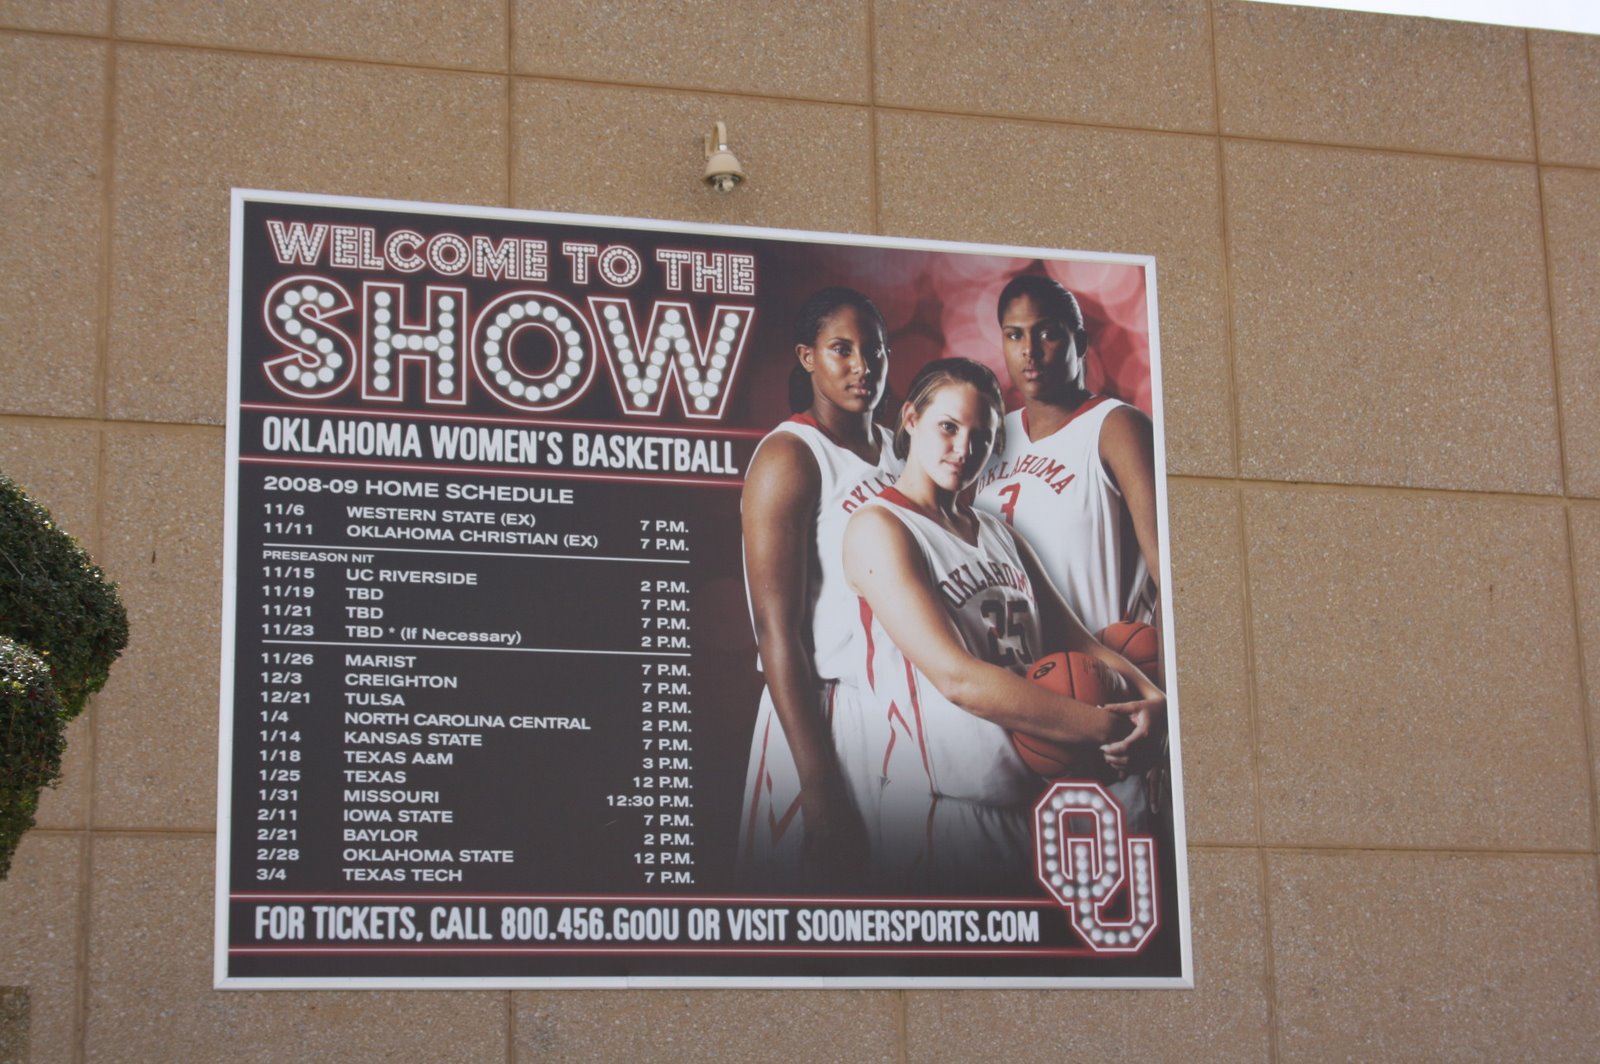 WELCOME TO THE
SHOW
OKLAHOMA WOMEN'S BASKETBALL
2008-09 HOME SCHEDULE
11/6 WESTERN STATE (EX) 7 P.M.
11/11 OKLAHOMA CHRISTIAN (EX) 7 P.M.
PRESEASON NIT
11/15 UC RIVERSIDE 2 P.M.
11/19 TBD 7 P.M.
11/21 TBD 7 P.M.
11/23 TBD * (If Necessary) 2 P.M.
11/26 MARIST 7 P.M.
12/3 CREIGHTON 7 P.M.
12/21 TULSA 2 P.M.
1/4 NORTH CAROLINA CENTRAL 2 P.M.
1/14 KANSAS STATE 7 P.M.
1/18 TEXAS A&M 3 P.M.
1/25 TEXAS 12 P.M.
1/31 MISSOURI 12:30 P.M.
2/11 IOWA STATE 7 P.M.
2/21 BAYLOR 2 P.M.
2/28 OKLAHOMA STATE 12 P.M.
3/4 TEXAS TECH 7 P.M.
FOR TICKETS, CALL 800.456.GoOU OR VISIT SOONERSPORTS.COM
OKLAHOMA
3
OKLAHOMA
25
OU